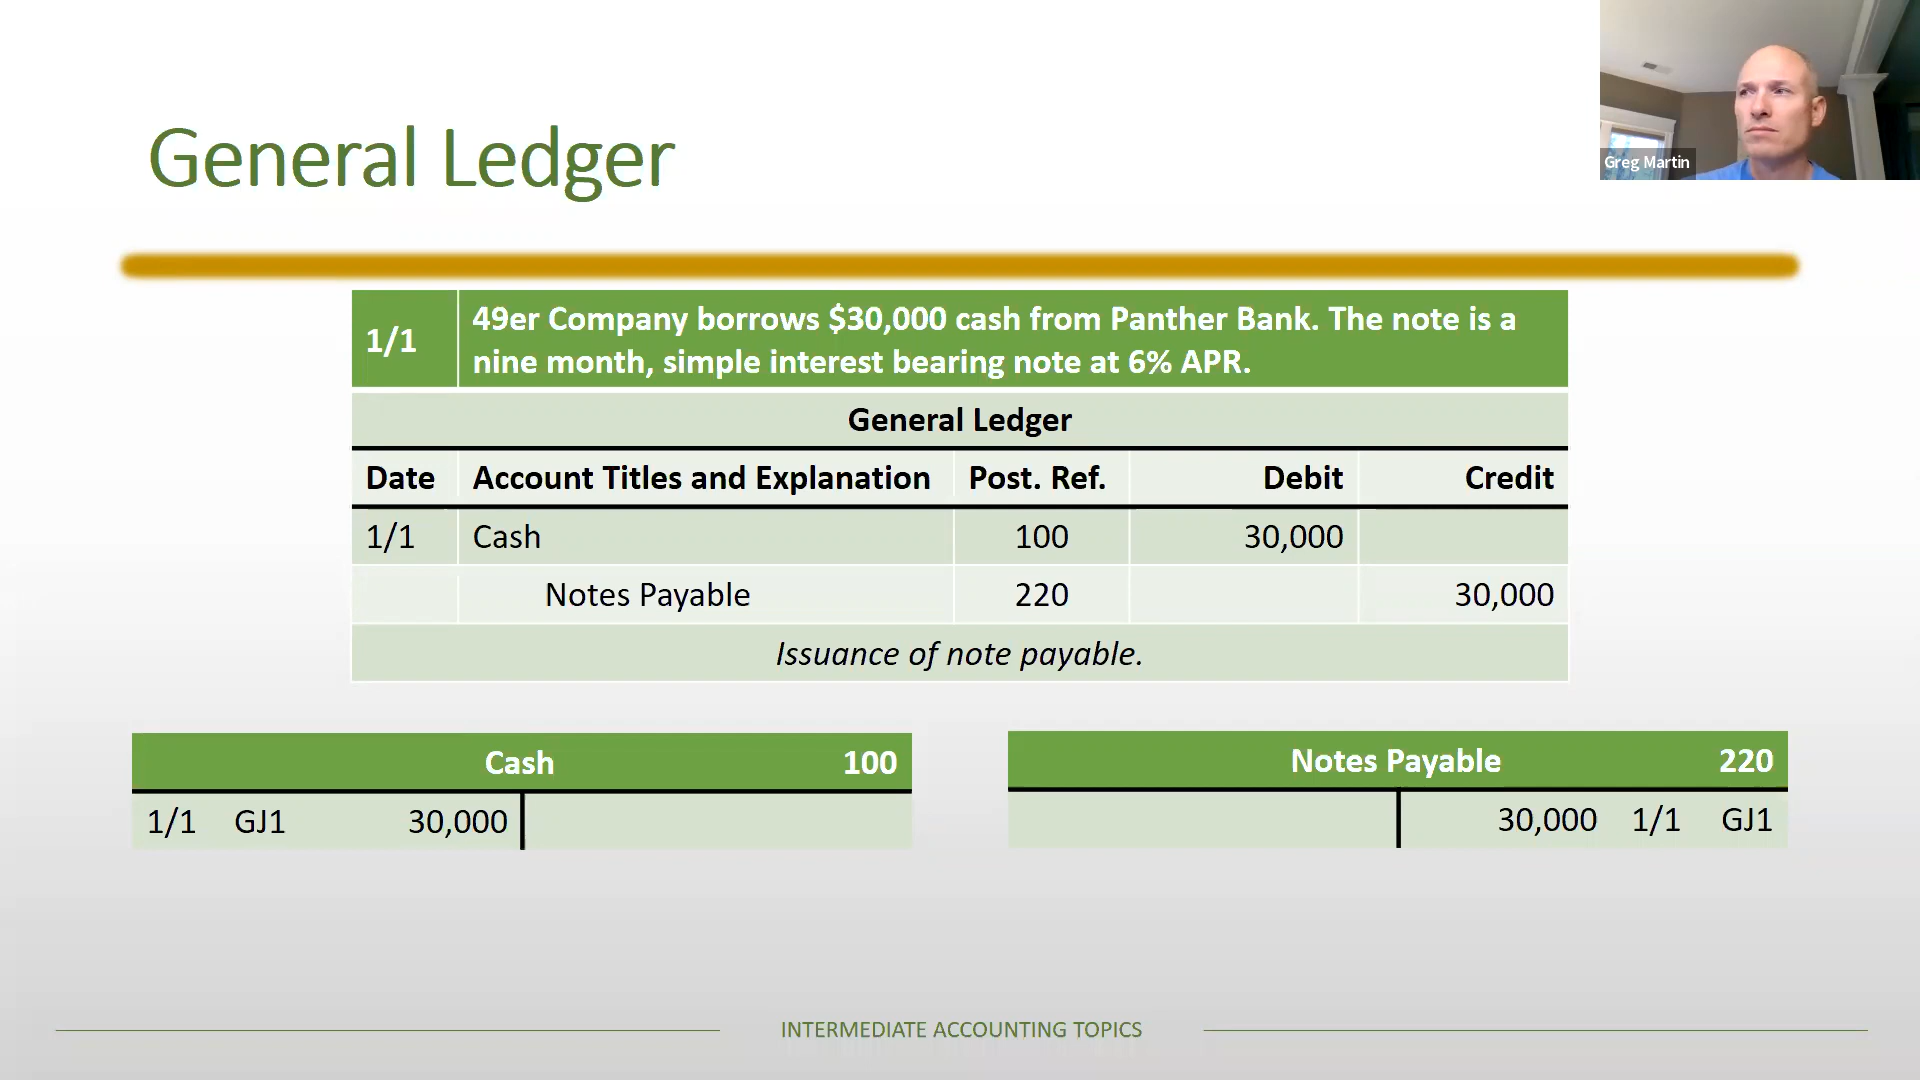 General Ledger
Greg Martin
1/1 49er Company borrows $30,000 cash from Panther Bank. The note is a
nine month, simple interest bearing note at 6% APR.
General Ledger
Date Account Titles and Explanation Post. Ref. Debit Credit
1/1 Cash 100 30,000
Notes Payable 220 30,000
Issuance of note payable.
Cash 100
1/1 GJ1 30,000
Notes Payable 220
30,000 1/1 GJ1
INTERMEDIATE ACCOUNTING TOPICS